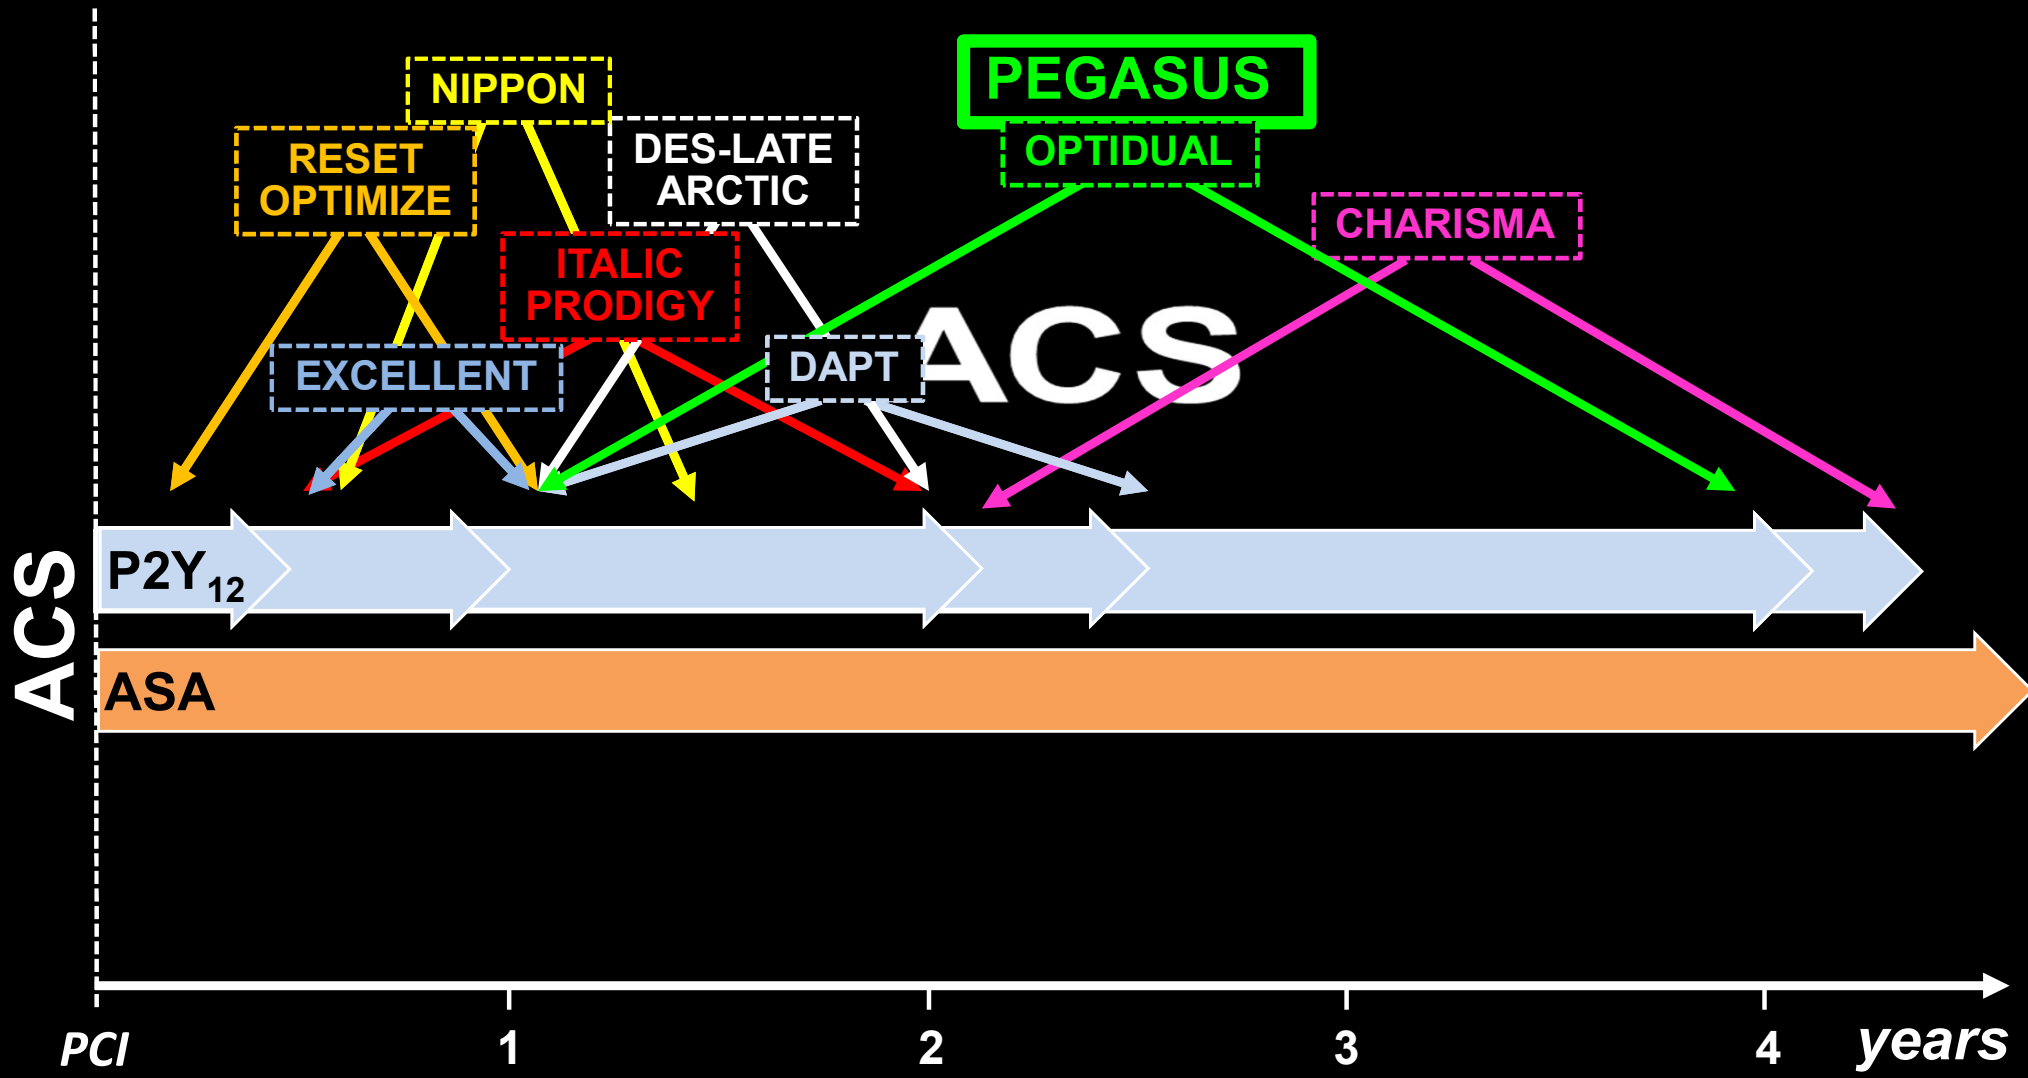 NIPPON
PEGASUS
RESET
OPTIMIZE
DES-LATE
ARCTIC
OPTIDUAL
CHARISMA
ITALIC
PRODIGY
EXCELLENT
DAPT
ACS
ACS
P2Y₁₂
ASA
PCI 1 2 3 4 years